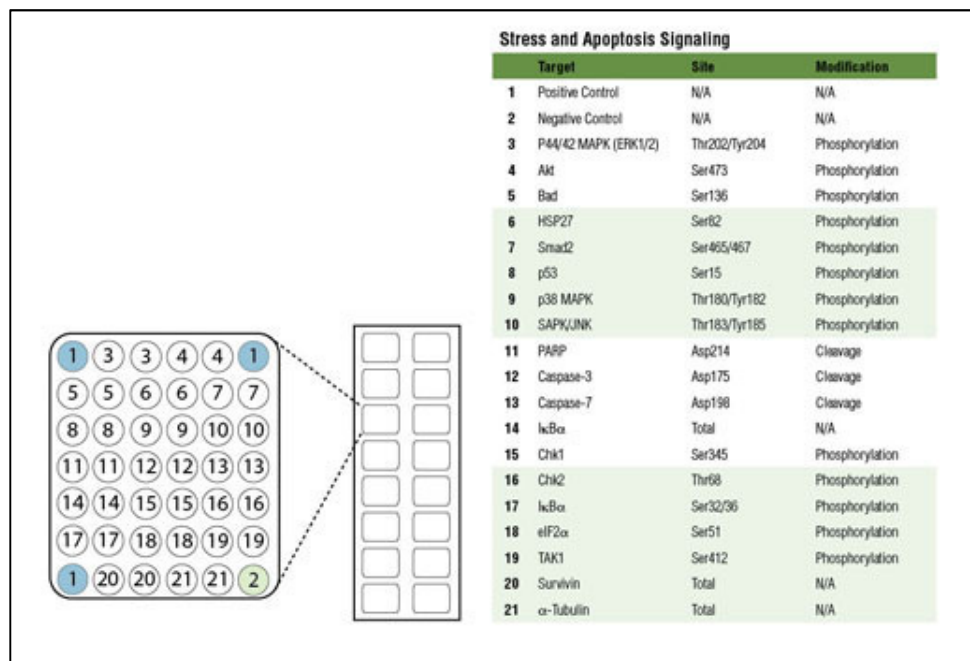 Stress and Apoptosis Signaling
Target Site Modification
1 Positive Control N/A N/A
2 Negative Control N/A N/A
3 P44/42 MAPK (ERK1/2) Thr202/Tyr204 Phosphorylation
4 Akt Ser473 Phosphorylation
5 Bad Ser136 Phosphorylation
6 HSP27 Ser82 Phosphorylation
7 Smad2 Ser465/467 Phosphorylation
8 p53 Ser15 Phosphorylation
9 p38 MAPK Thr180/Tyr182 Phosphorylation
10 SAPK/JNK Thr183/Tyr185 Phosphorylation
11 PARP Asp214 Cleavage
12 Caspase-3 Asp175 Cleavage
13 Caspase-7 Asp198 Cleavage
14 IκBα Total N/A
15 Chk1 Ser345 Phosphorylation
16 Chk2 Thr68 Phosphorylation
17 IκBα Ser32/36 Phosphorylation
18 eIF2α Ser51 Phosphorylation
19 TAK1 Ser412 Phosphorylation
20 Survivin Total N/A
21 α-Tubulin Total N/A
1 3 3 4 4 1
5 5 6 6 7 7
8 8 9 9 10 10
11 11 12 12 13 13
14 14 15 15 16 16
17 17 18 18 19 19
1 20 20 21 21 2